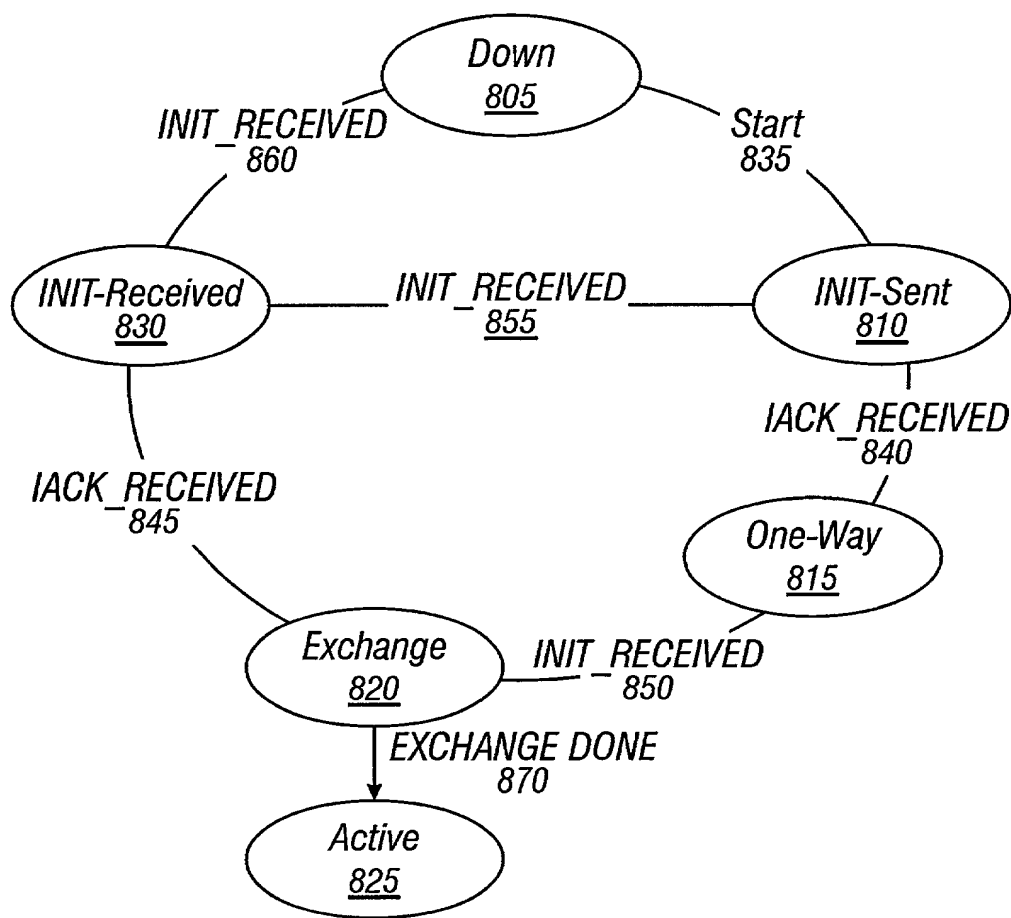 Down
805
INIT_RECEIVED
860
Start
835
INIT-Received
830
INIT_RECEIVED
855
INIT-Sent
810
IACK_RECEIVED
840
IACK_RECEIVED
845
One-Way
815
Exchange
820
INIT_RECEIVED
850
EXCHANGE DONE
870
Active
825